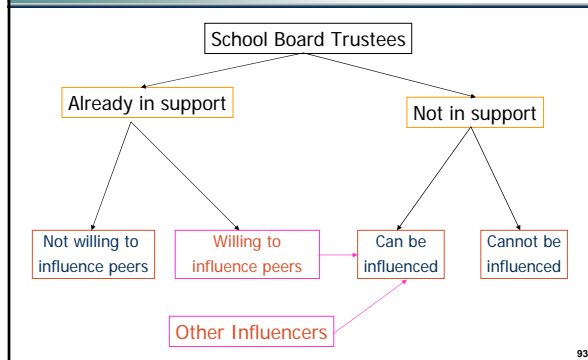 School Board Trustees
Already in support
Not in support
Not willing to
influence peers
Willing to
influence peers
Can be
influenced
Cannot be
influenced
Other Influencers
93